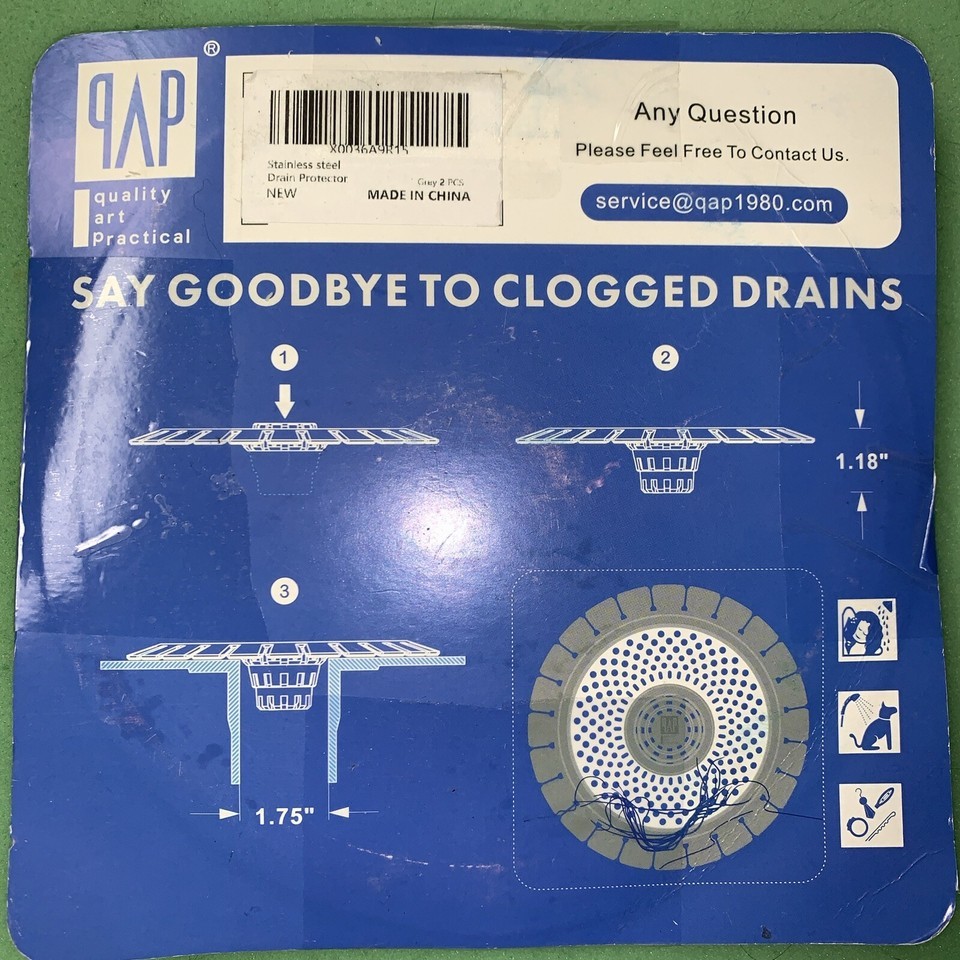 qap®
quality
art
practical
X0036A9R15
Stainless steel
Drain Protector
Grey 2 PCS
NEW
MADE IN CHINA
Any Question
Please Feel Free To Contact Us.
service@qap1980.com
SAY GOODBYE TO CLOGGED DRAINS
1
2
1.18"
3
1.75"
qap